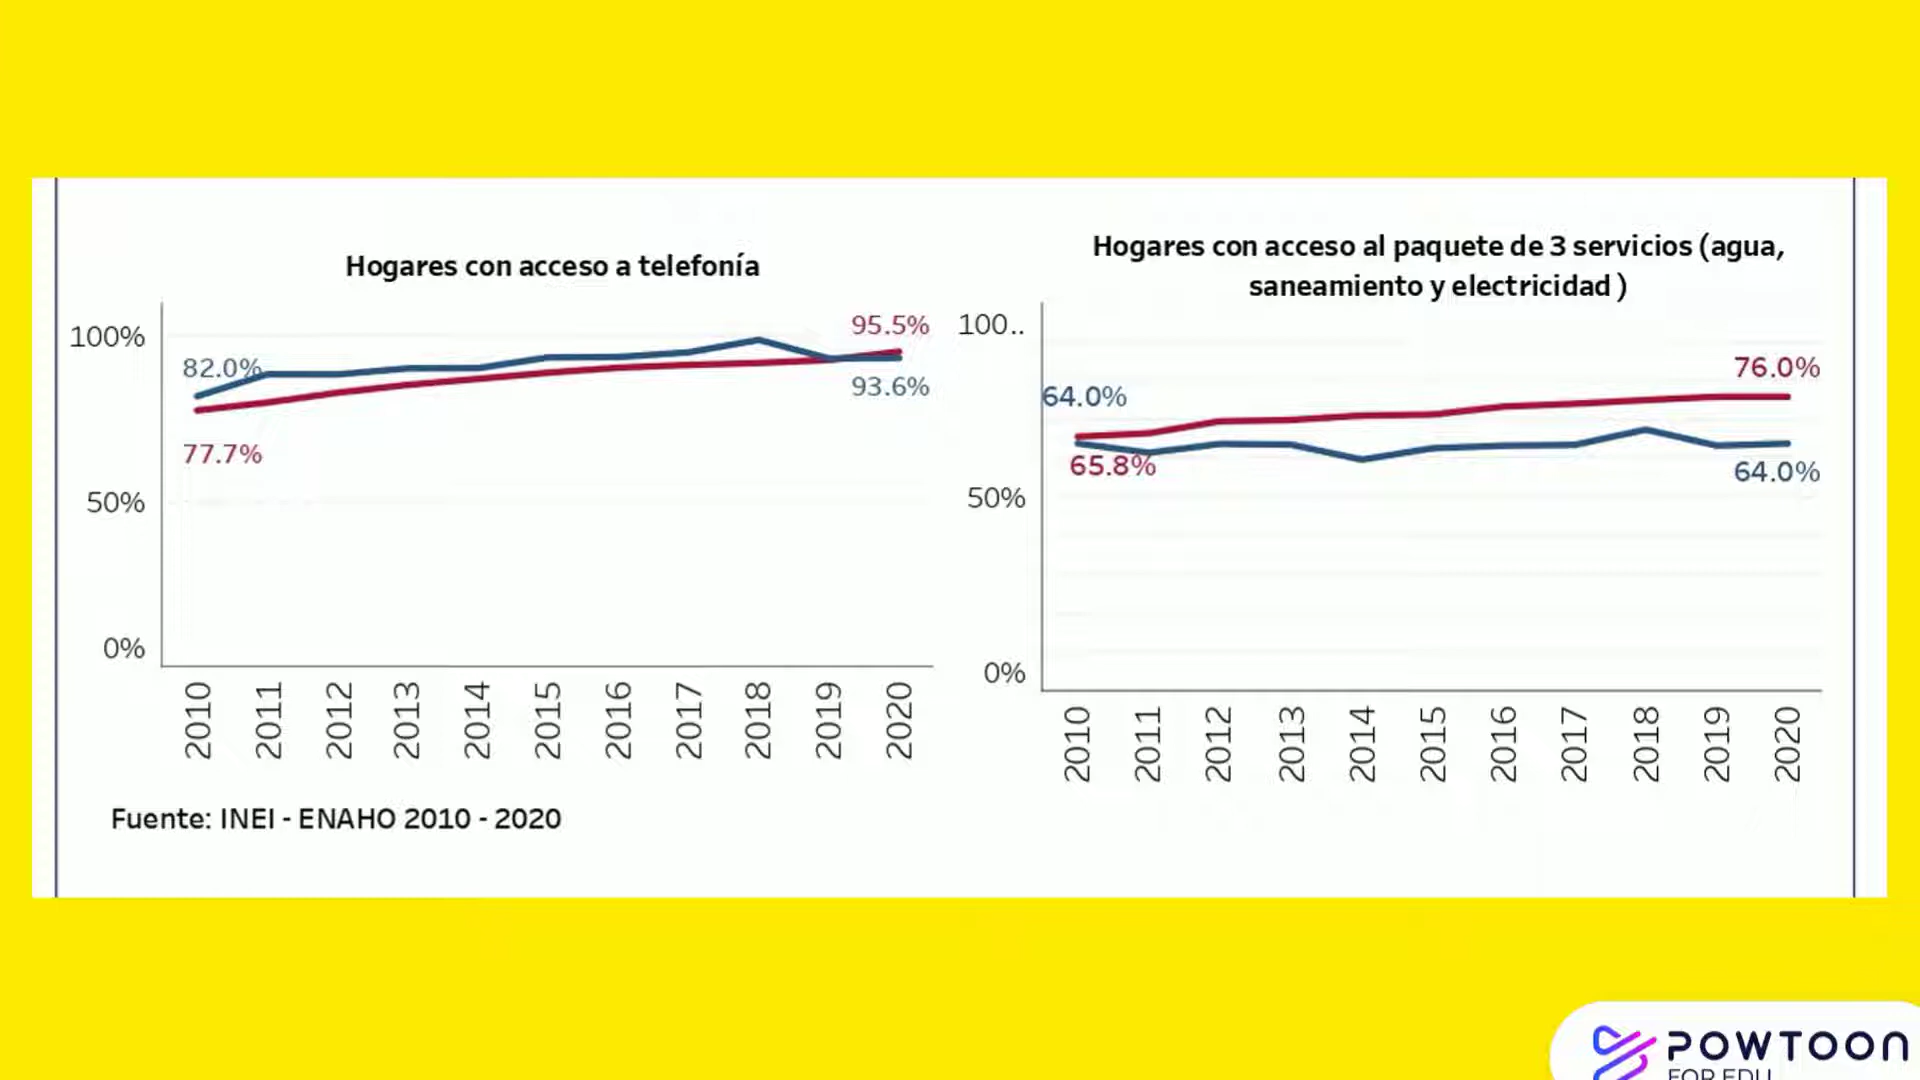 Hogares con acceso a telefonía
100%
50%
0%
82.0%
77.7%
95.5%
93.6%
2010 2011 2012 2013 2014 2015 2016 2017 2018 2019 2020
Hogares con acceso al paquete de 3 servicios (agua,
saneamiento y electricidad )
100..
50%
0%
64.0%
65.8%
76.0%
64.0%
2010 2011 2012 2013 2014 2015 2016 2017 2018 2019 2020
Fuente: INEI - ENAHO 2010 - 2020
POWTOON
FOR EDU